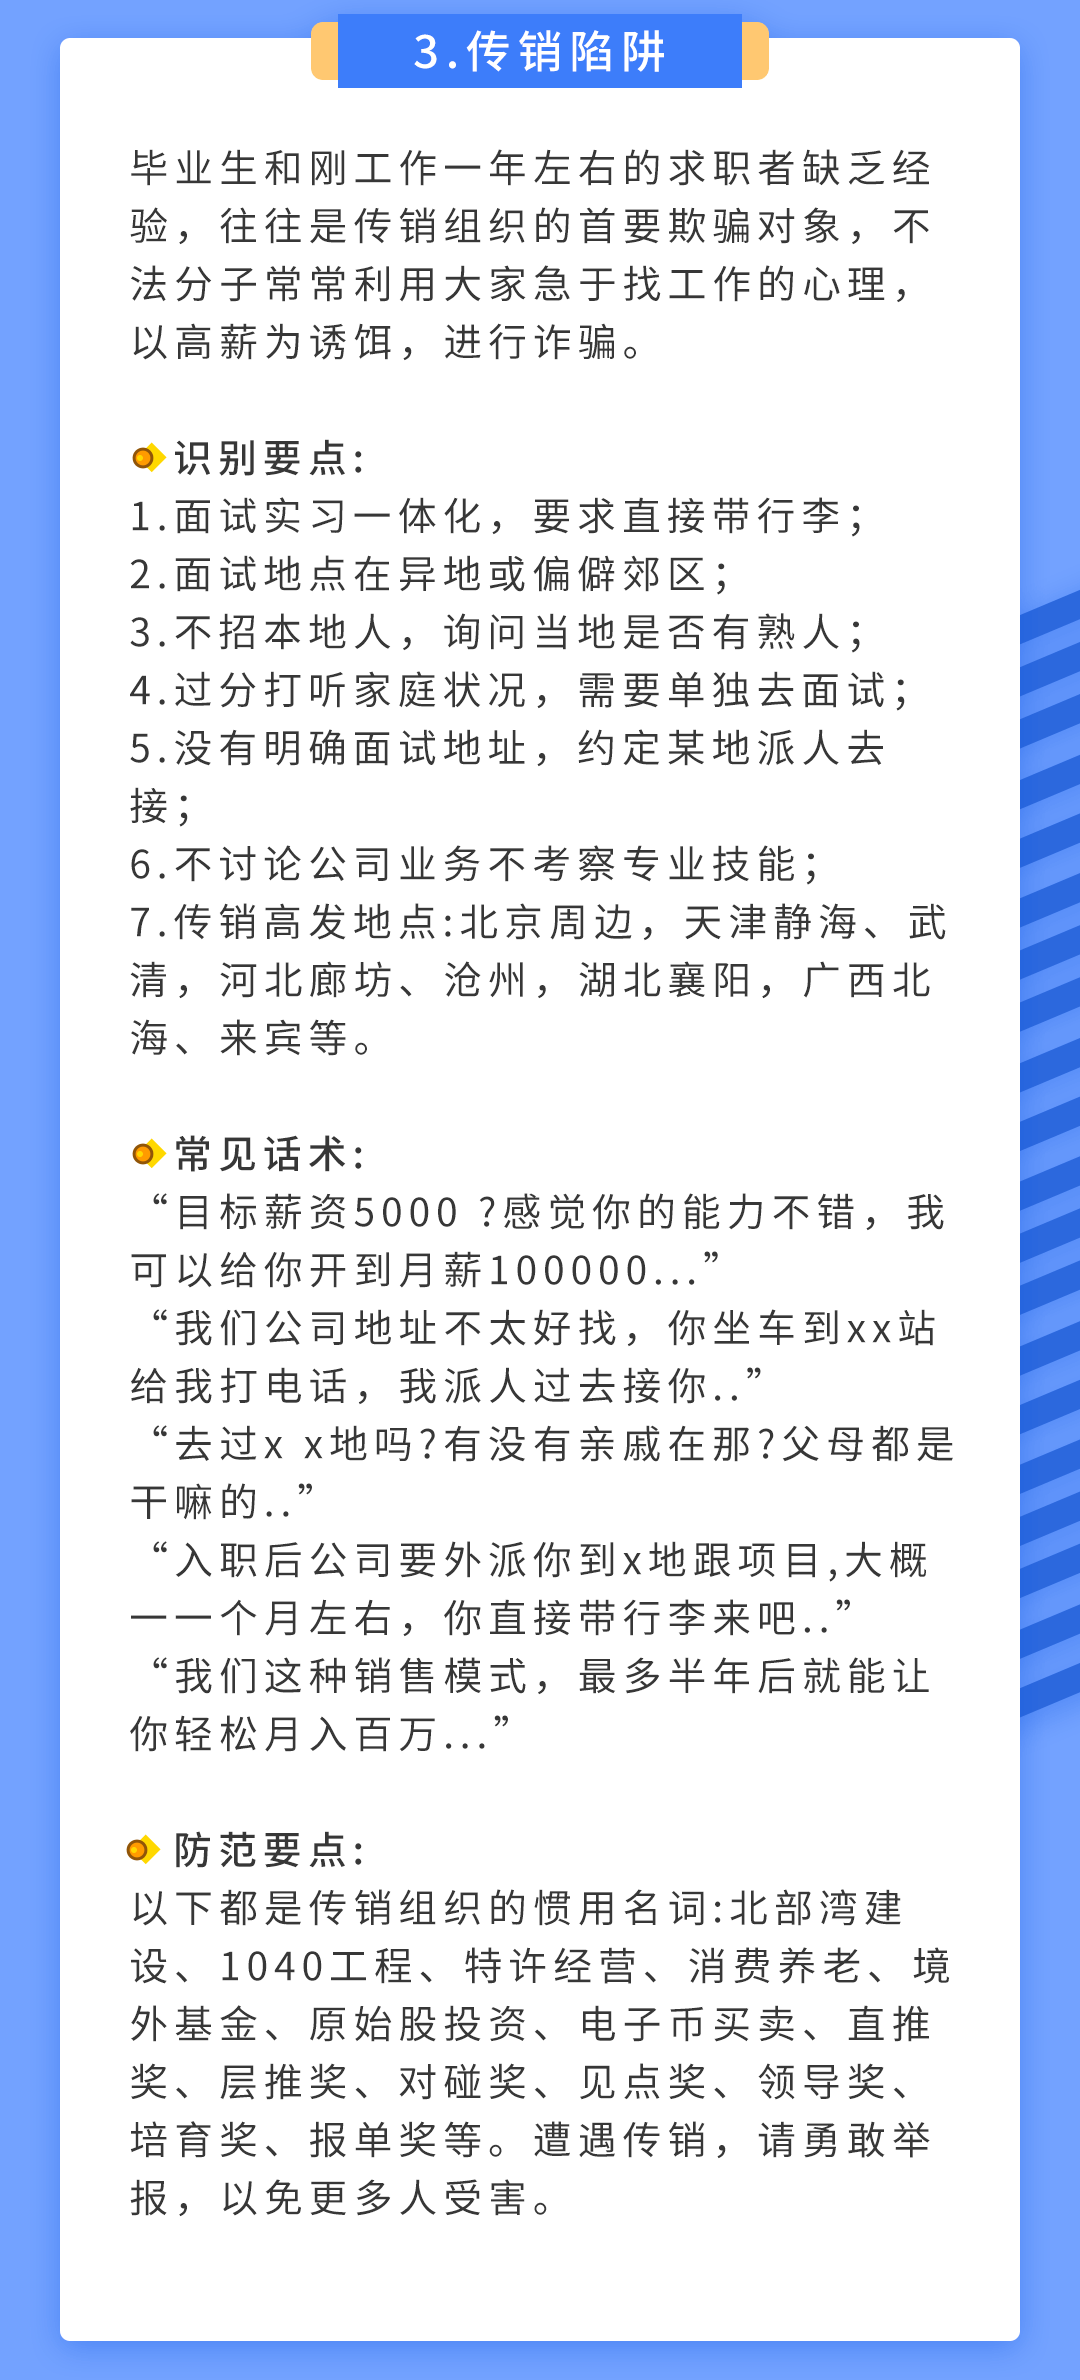 3.传销陷阱
毕业生和刚工作一年左右的求职者缺乏经
验，往往是传销组织的首要欺骗对象，不
法分子常常利用大家急于找工作的心理，
以高薪为诱饵，进行诈骗。
识别要点:
1.面试实习一体化，要求直接带行李；
2.面试地点在异地或偏僻郊区；
3.不招本地人，询问当地是否有熟人；
4.过分打听家庭状况，需要单独去面试；
5.没有明确面试地址，约定某地派人去
接；
6.不讨论公司业务不考察专业技能；
7.传销高发地点:北京周边，天津静海、武
清，河北廊坊、沧州，湖北襄阳，广西北
海、来宾等。
常见话术:
“目标薪资5000 ?感觉你的能力不错，我
可以给你开到月薪100000...”
“我们公司地址不太好找，你坐车到xx站
给我打电话，我派人过去接你..”
“去过x x地吗?有没有亲戚在那?父母都是
干嘛的..”
“入职后公司要外派你到x地跟项目,大概
一一个月左右，你直接带行李来吧..”
“我们这种销售模式，最多半年后就能让
你轻松月入百万...”
防范要点:
以下都是传销组织的惯用名词:北部湾建
设、1040工程、特许经营、消费养老、境
外基金、原始股投资、电子币买卖、直推
奖、层推奖、对碰奖、见点奖、领导奖、
培育奖、报单奖等。遭遇传销，请勇敢举
报，以免更多人受害。